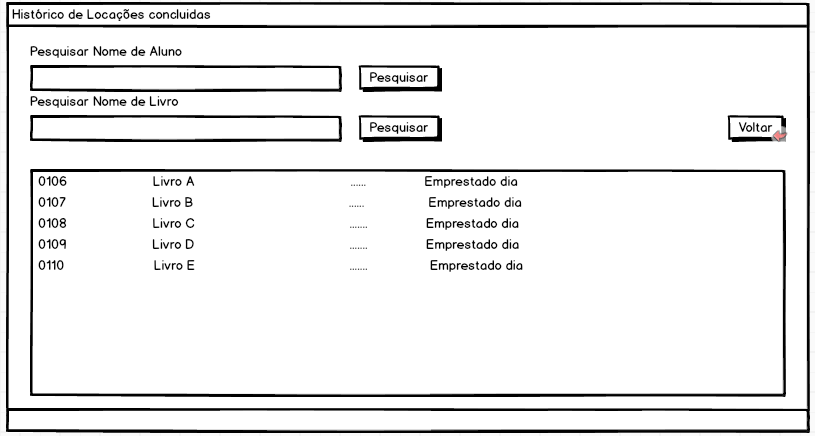 Histórico de Locações concluidas
Pesquisar Nome de Aluno
Pesquisar
Pesquisar Nome de Livro
Pesquisar
Voltar
0106 Livro A ...... Emprestado dia
0107 Livro B ...... Emprestado dia
0108 Livro C ....... Emprestado dia
0109 Livro D ....... Emprestado dia
0110 Livro E ....... Emprestado dia